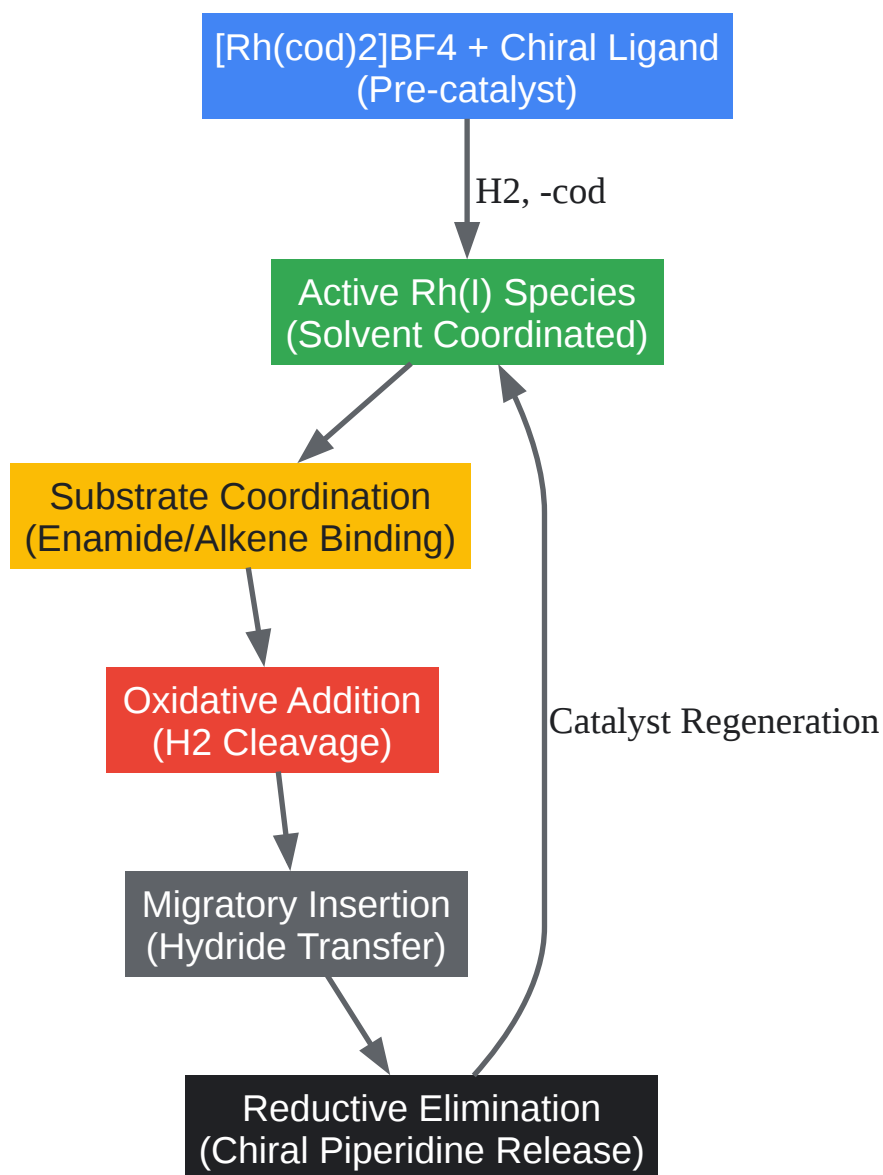 [Rh(cod)2]BF4 + Chiral Ligand
(Pre-catalyst)
H2, -cod
Active Rh(I) Species
(Solvent Coordinated)
Substrate Coordination
(Enamide/Alkene Binding)
Oxidative Addition
(H2 Cleavage)
Catalyst Regeneration
Migratory Insertion
(Hydride Transfer)
Reductive Elimination
(Chiral Piperidine Release)